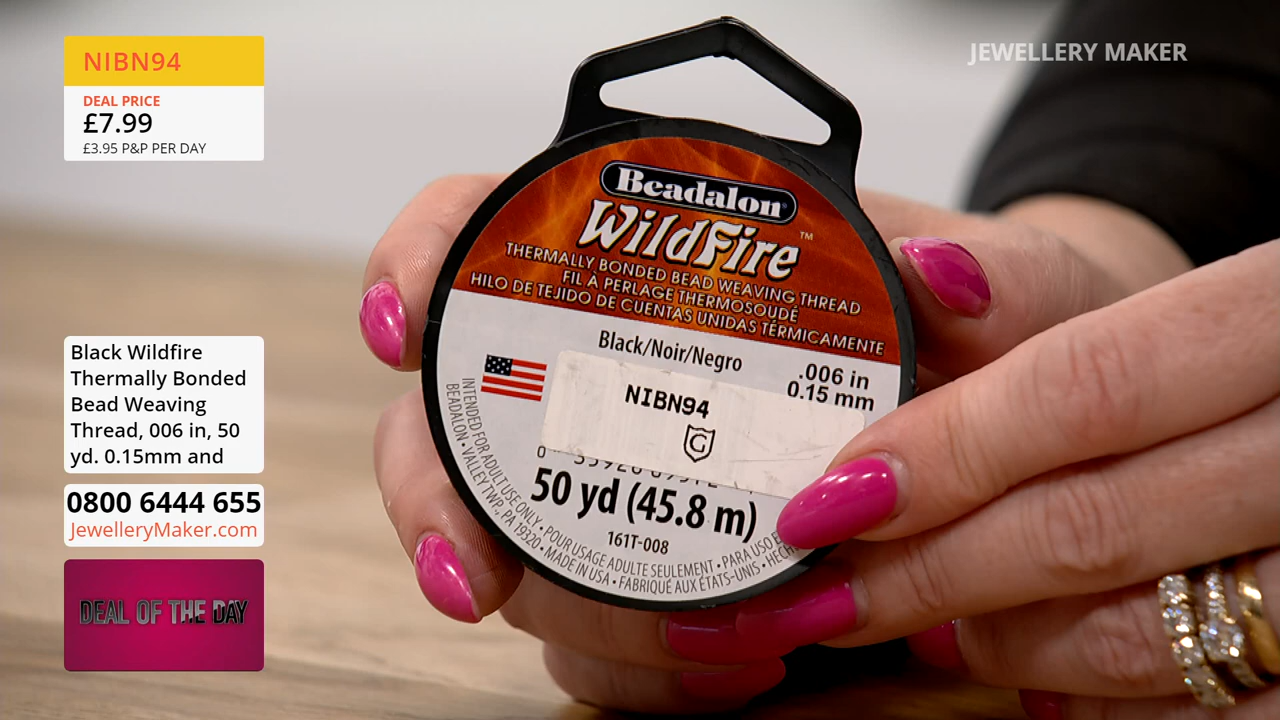 NIBN94
DEAL PRICE
£7.99
£3.95 P&P PER DAY
JEWELLERY MAKER
Beadalon
WildFire™
THERMALLY BONDED BEAD WEAVING THREAD
FIL À PERLAGE THERMOSOUDÉ
HILO DE TEJIDO DE CUENTAS UNIDAS TÉRMICAMENTE
Black/Noir/Negro
.006 in
0.15 mm
NIBN94
G
50 yd (45.8 m)
161T-008
INTENDED FOR ADULT USE ONLY • POUR USAGE ADULTE SEULEMENT • PARA USO
BEADALON • VALLEY TWP., PA 19320 • MADE IN USA • FABRIQUÉ AUX ÉTATS-UNIS •
Black Wildfire
Thermally Bonded
Bead Weaving
Thread, 006 in, 50
yd. 0.15mm and
0800 6444 655
JewelleryMaker.com
DEAL OF THE DAY